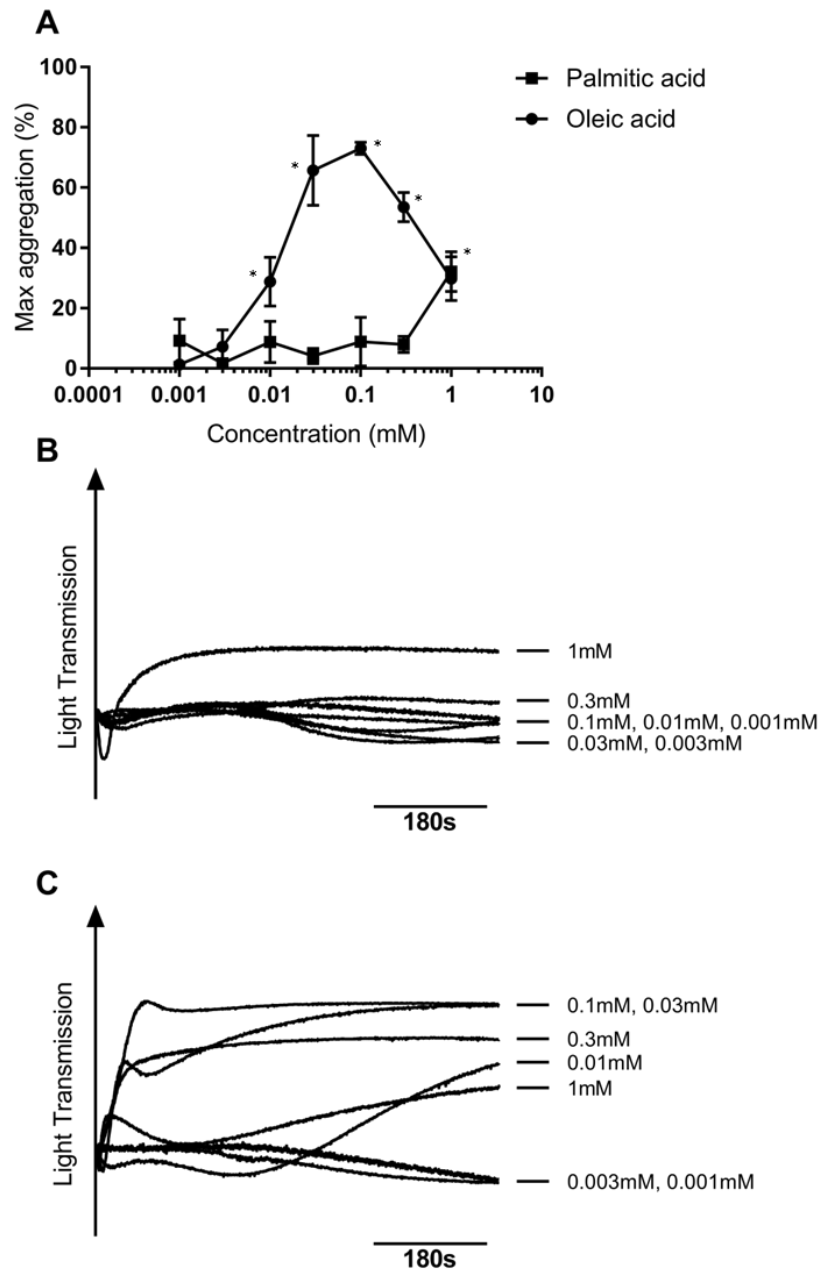 A
Max aggregation (%)
100
80
60
40
20
0
0.0001 0.001 0.01 0.1 1 10
Concentration (mM)
Palmitic acid
Oleic acid
*
*
*
*
*
B
Light Transmission
1mM
0.3mM
0.1mM, 0.01mM, 0.001mM
0.03mM, 0.003mM
180s
C
Light Transmission
0.1mM, 0.03mM
0.3mM
0.01mM
1mM
0.003mM, 0.001mM
180s